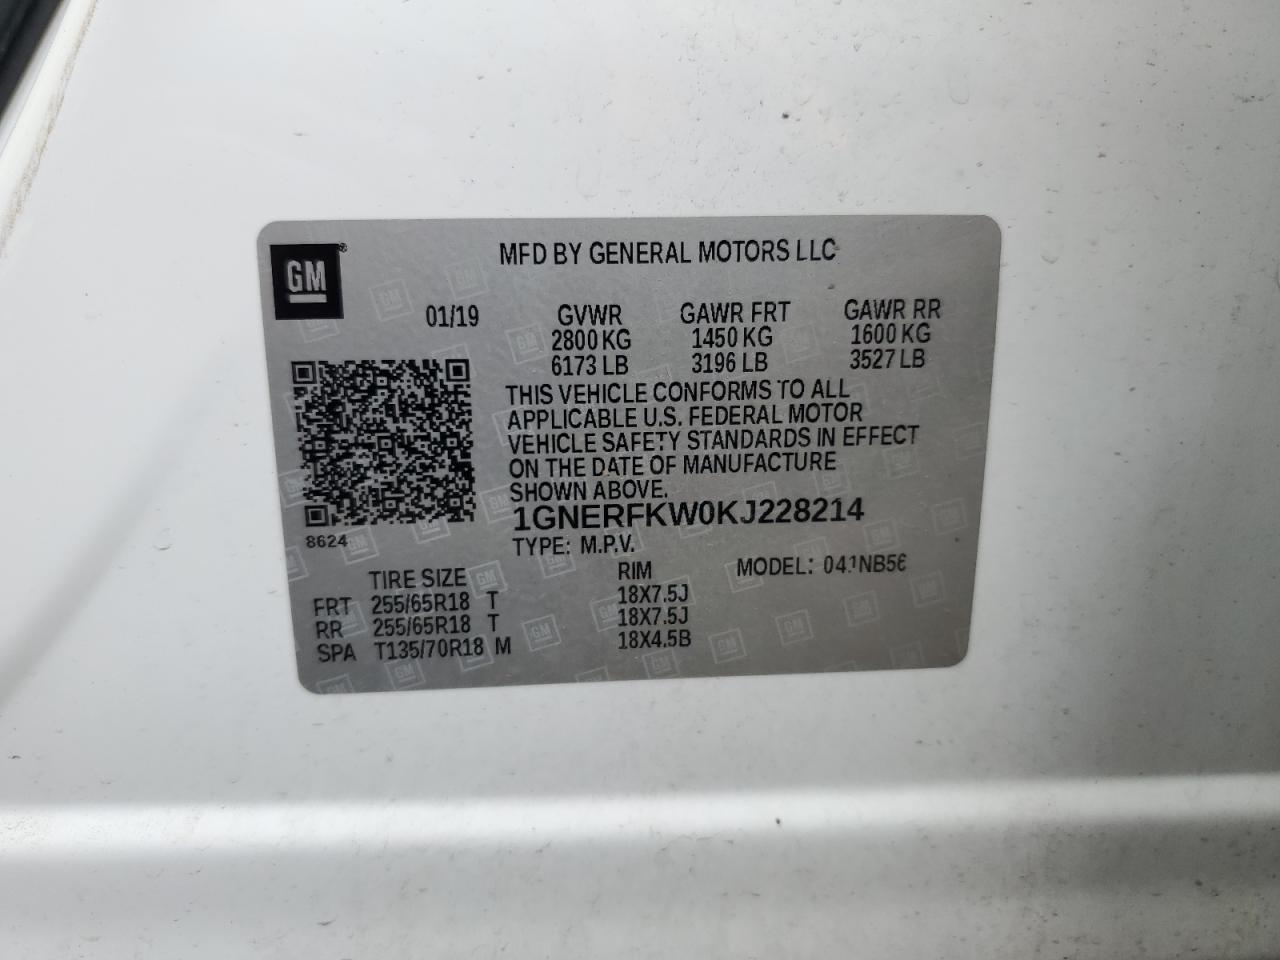 GM ®
MFD BY GENERAL MOTORS LLC
01/19 GVWR GAWR FRT GAWR RR
2800 KG 1450 KG 1600 KG
6173 LB 3196 LB 3527 LB
THIS VEHICLE CONFORMS TO ALL
APPLICABLE U.S. FEDERAL MOTOR
VEHICLE SAFETY STANDARDS IN EFFECT
ON THE DATE OF MANUFACTURE
SHOWN ABOVE.
1GNERFKW0KJ228214
8624
TYPE: M.P.V.
TIRE SIZE RIM MODEL:
FRT 255/65R18 T 18X7.5J
RR 255/65R18 T 18X7.5J
SPA T135/70R18 M 18X4.5B